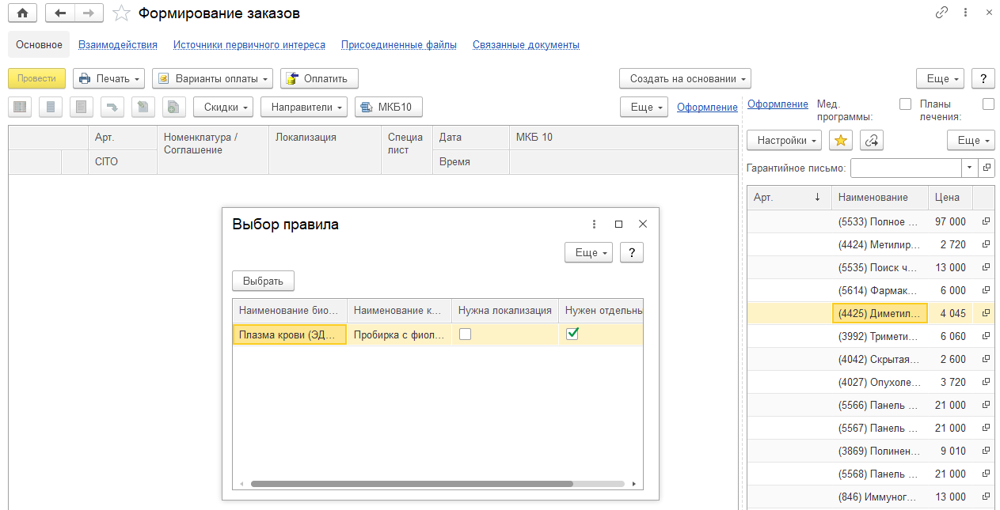 Формирование заказов
Основное Взаимодействия Источники первичного интереса Присоединенные файлы Связанные документы
Провести Печать Варианты оплаты Оплатить Создать на основании Еще ?
Скидки Направители МКБ10 Еще Оформление
Арт. Номенклатура / Соглашение Локализация Специа лист Дата МКБ 10
CITO Время
Оформление Мед. программы: Планы лечения:
Настройки Еще
Гарантийное письмо:
Арт. ↓ Наименование Цена
(5533) Полное ... 97 000
(4424) Метилир... 2 720
(5535) Поиск ч... 13 000
(5614) Фармак... 6 000
(4425) Диметил... 4 045
(3992) Тримети... 6 060
(4042) Скрытая... 2 600
(4027) Опухоле... 3 720
(5566) Панель ... 21 000
(5567) Панель ... 21 000
(3869) Полинен... 9 010
(5568) Панель ... 21 000
(846) Иммуног... 13 000
Выбор правила
Еще ?
Выбрать
Наименование био... Наименование к... Нужна локализация Нужен отдельны
Плазма крови (ЭД... Пробирка с фиол...